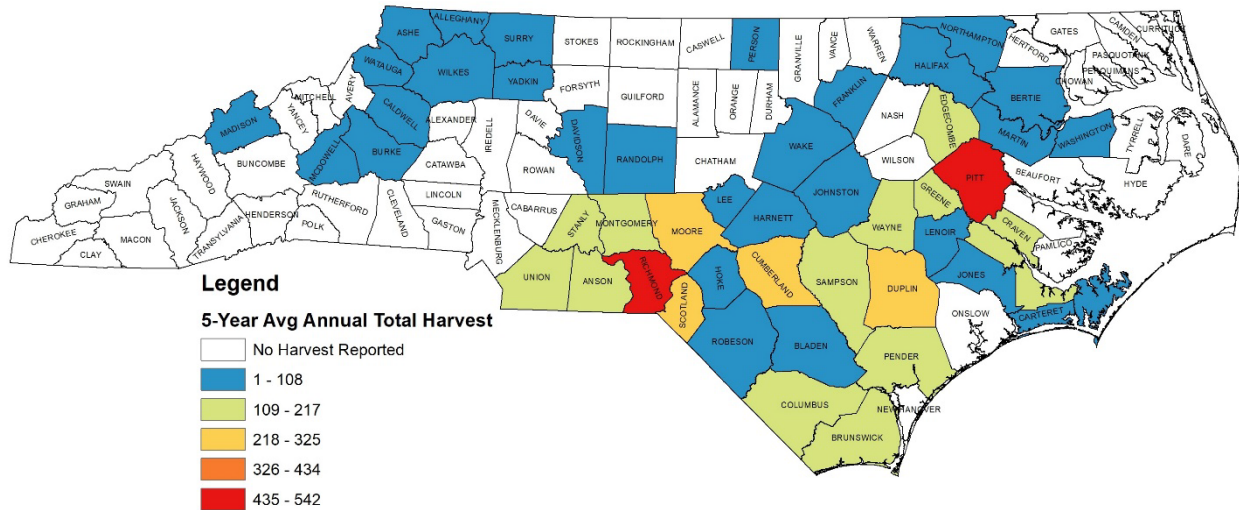 ALLEGHANY
ASHE
SURRY
STOKES
ROCKINGHAM
CASWELL
PERSON
GRANVILLE
VANCE
WARREN
NORTHAMPTON
HERTFORD
GATES
CAMDEN
CURRITUCK
PASQUOTANK
PERQUIMANS
CHOWAN
WATAUGA
WILKES
YADKIN
FORSYTH
GUILFORD
ALAMANCE
ORANGE
DURHAM
FRANKLIN
HALIFAX
BERTIE
AVERY
MITCHELL
YANCEY
MADISON
CALDWELL
ALEXANDER
IREDELL
DAVIE
DAVIDSON
RANDOLPH
CHATHAM
WAKE
NASH
EDGECOMBE
MARTIN
WASHINGTON
TYRRELL
DARE
HAYWOOD
BUNCOMBE
MCDOWELL
BURKE
CATAWBA
ROWAN
JOHNSTON
WILSON
PITT
BEAUFORT
HYDE
SWAIN
GRAHAM
JACKSON
RUTHERFORD
LINCOLN
CABARRUS
STANLY
MONTGOMERY
MOORE
LEE
HARNETT
WAYNE
GREENE
LENOIR
CRAVEN
PAMLICO
CHEROKEE
CLAY
MACON
TRANSYLVANIA
HENDERSON
POLK
CLEVELAND
GASTON
MECKLENBURG
UNION
ANSON
RICHMOND
SCOTLAND
HOKE
CUMBERLAND
SAMPSON
DUPLIN
JONES
CARTERET
ONSLOW
ROBESON
BLADEN
PENDER
COLUMBUS
NEW HANOVER
BRUNSWICK
Legend
5-Year Avg Annual Total Harvest
No Harvest Reported
1 - 108
109 - 217
218 - 325
326 - 434
435 - 542